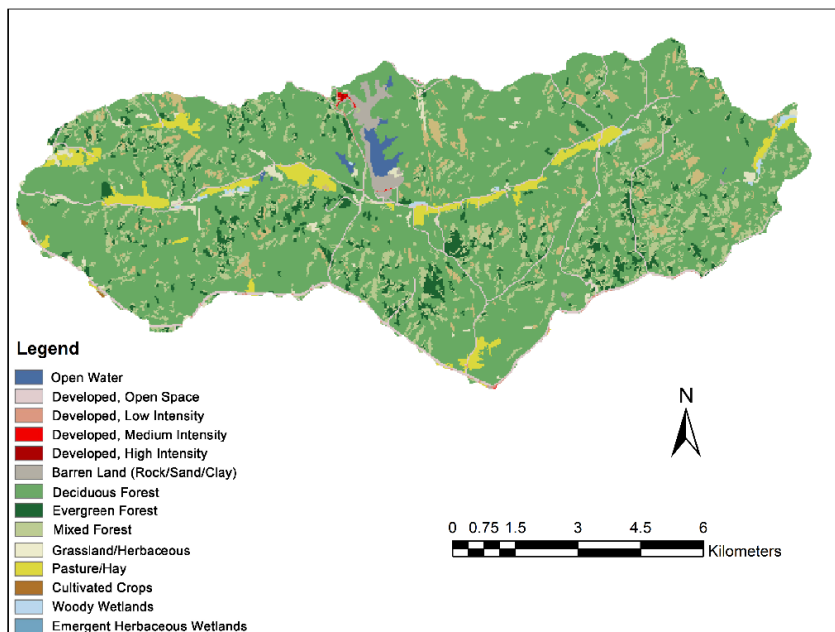 Legend
Open Water
Developed, Open Space
Developed, Low Intensity
Developed, Medium Intensity
Developed, High Intensity
Barren Land (Rock/Sand/Clay)
Deciduous Forest
Evergreen Forest
Mixed Forest
Grassland/Herbaceous
Pasture/Hay
Cultivated Crops
Woody Wetlands
Emergent Herbaceous Wetlands
N
0 0.75 1.5 3 4.5 6
Kilometers